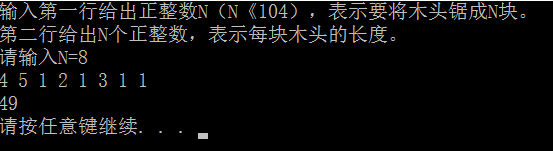 输入第一行给出正整数N（N《104），表示要将木头锯成N块。
第二行给出N个正整数，表示每块木头的长度。
请输入N=8
4 5 1 2 1 3 1 1
49
请按任意键继续. . .